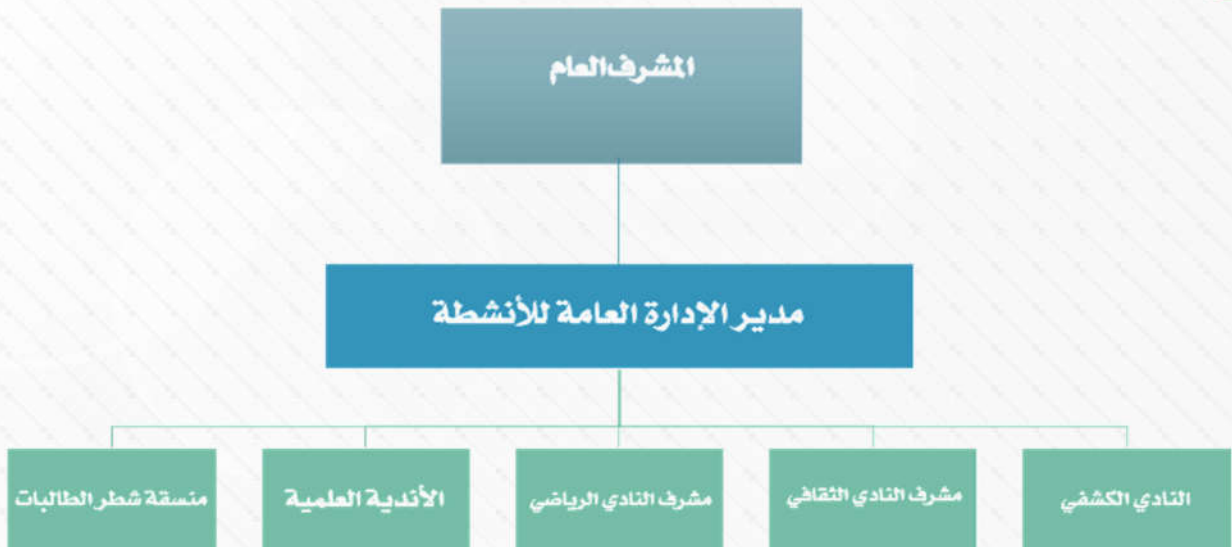 المشرف العام
مدير الإدارة العامة للأنشطة
النادي الكشفي
مشرف النادي الثقافي
مشرف النادي الرياضي
الأندية العلمية
منسقة شطر الطالبات